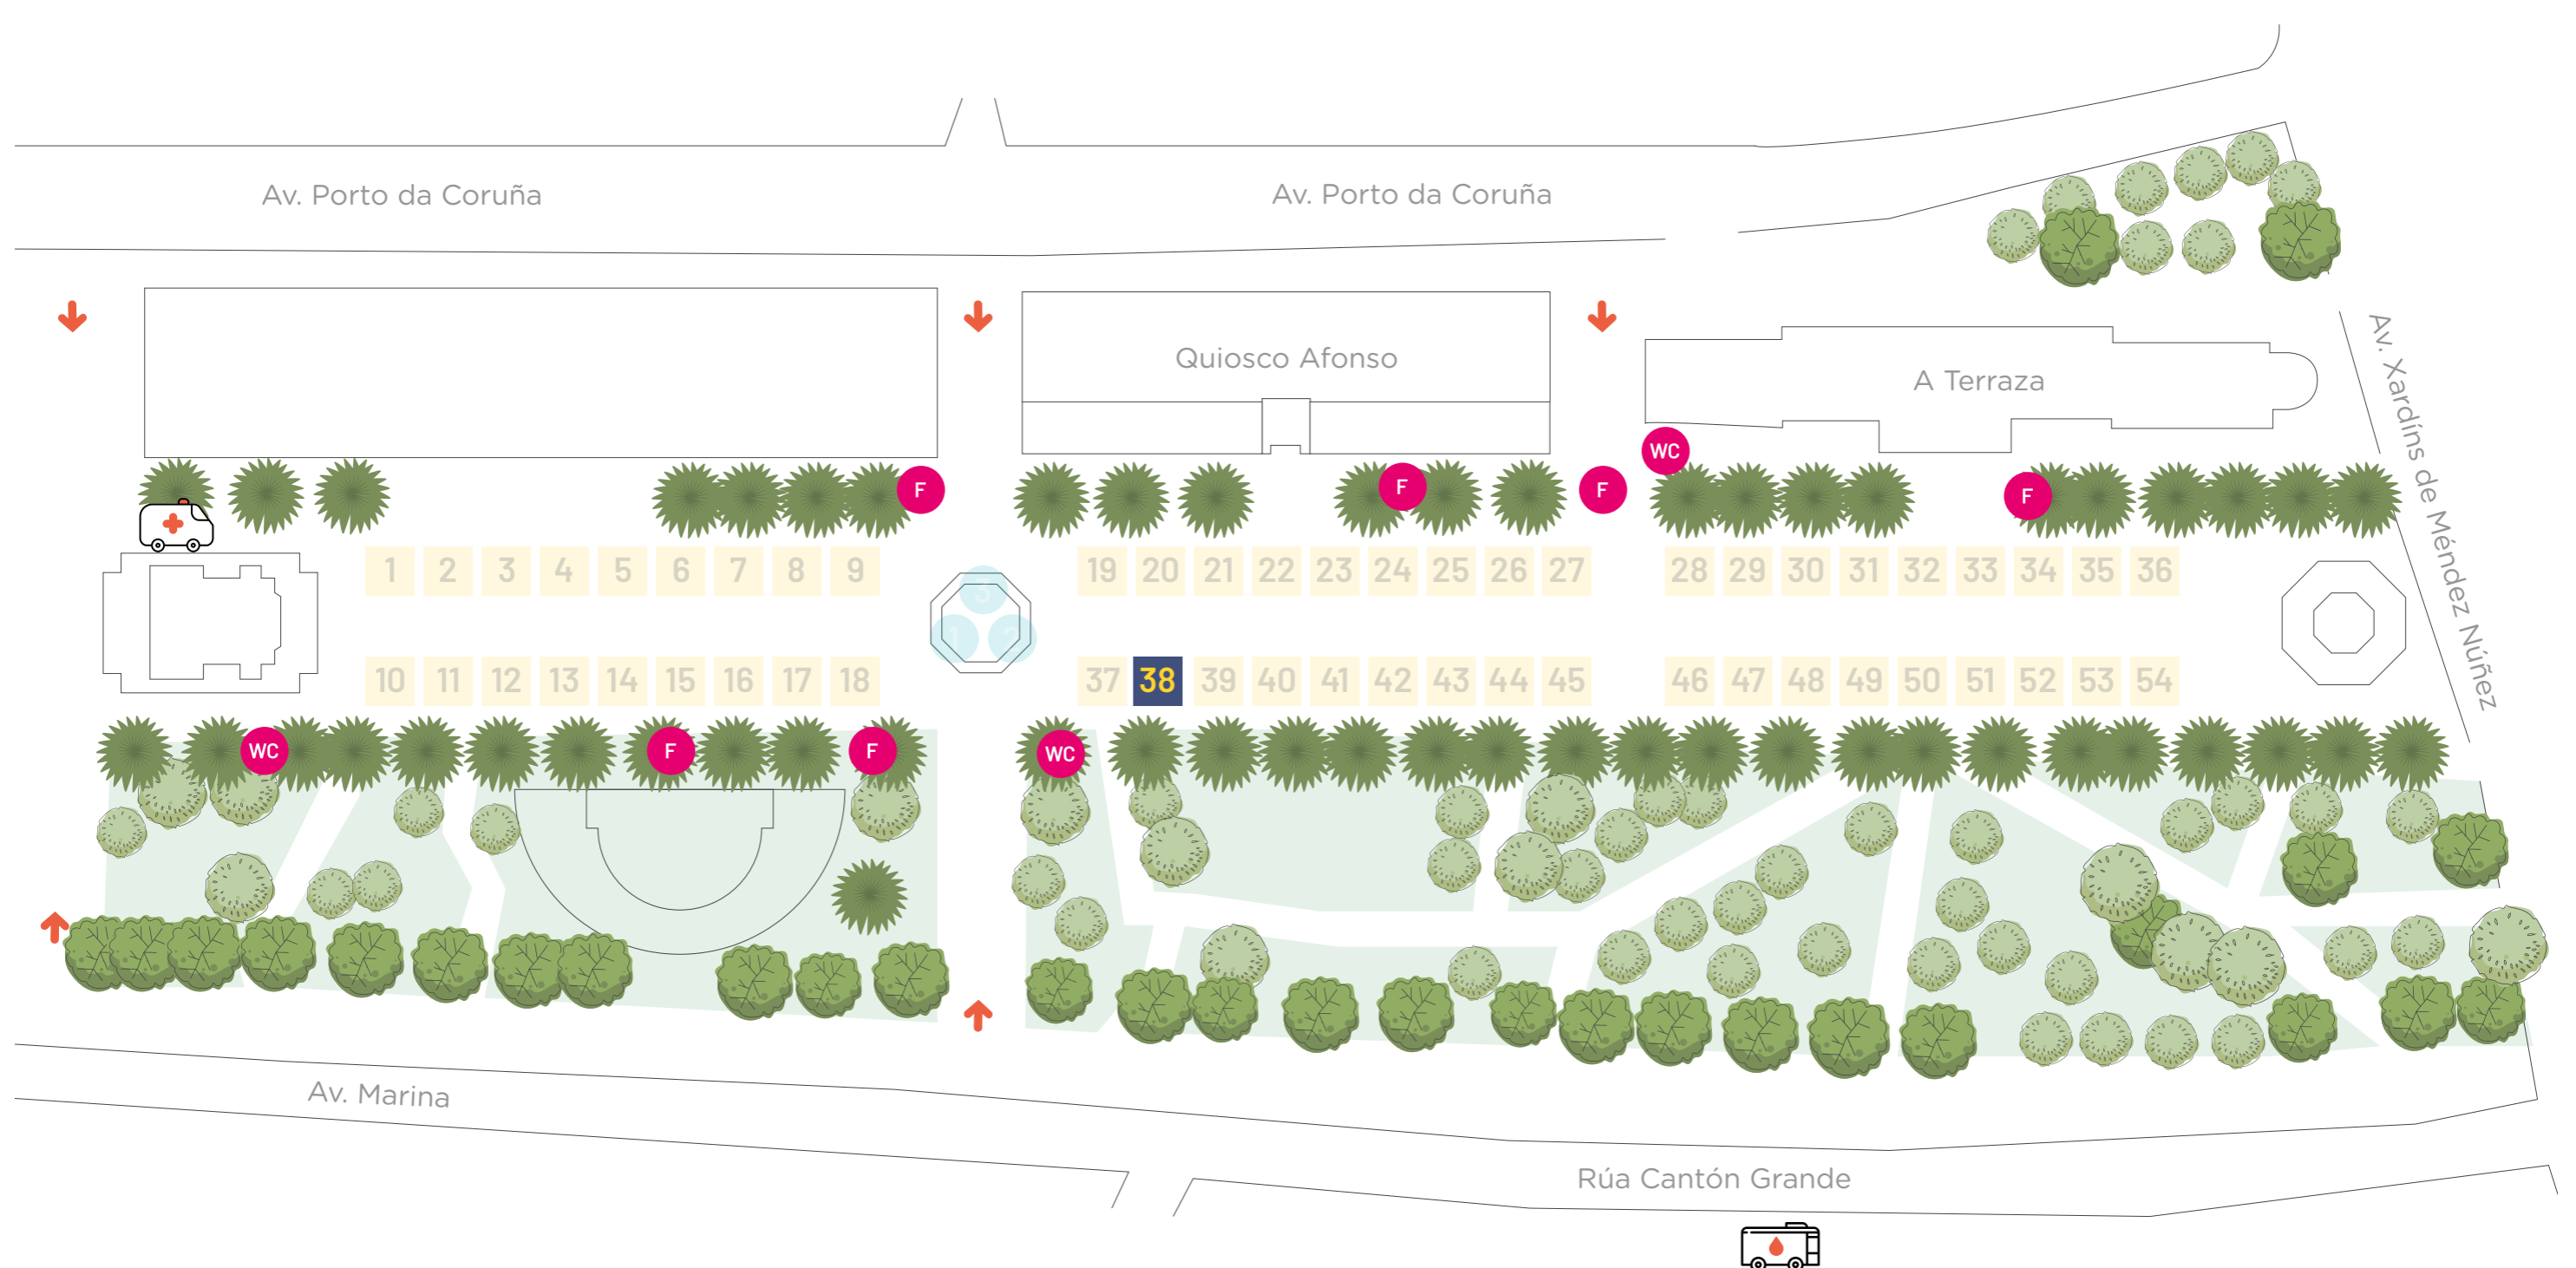 Av. Porto da Coruña
Av. Porto da Coruña
Quiosco Afonso
A Terraza
Av. Xardíns de Méndez Núñez
WC
F
F
F
F
1 2 3 4 5 6 7 8 9
19 20 21 22 23 24 25 26 27
28 29 30 31 32 33 34 35 36
3
1 2
10 11 12 13 14 15 16 17 18
37 38 39 40 41 42 43 44 45
46 47 48 49 50 51 52 53 54
WC
F
F
WC
Av. Marina
Rúa Cantón Grande